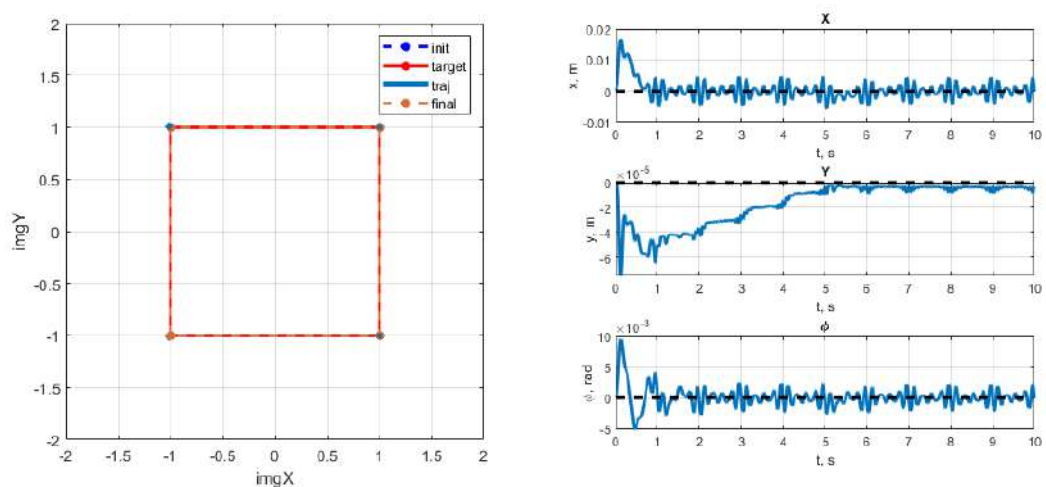 2
1.5
1
0.5
0
-0.5
-1
-1.5
-2
imgY
-2 -1.5 -1 -0.5 0 0.5 1 1.5 2
imgX
init
target
traj
final
X
0.02
0.01
0
-0.01
x, m
0 1 2 3 4 5 6 7 8 9 10
t, s
Y
×10⁻⁵
0
-2
-4
-6
y, m
0 1 2 3 4 5 6 7 8 9 10
t, s
ϕ
×10⁻³
10
5
0
-5
ϕ, rad
0 1 2 3 4 5 6 7 8 9 10
t, s